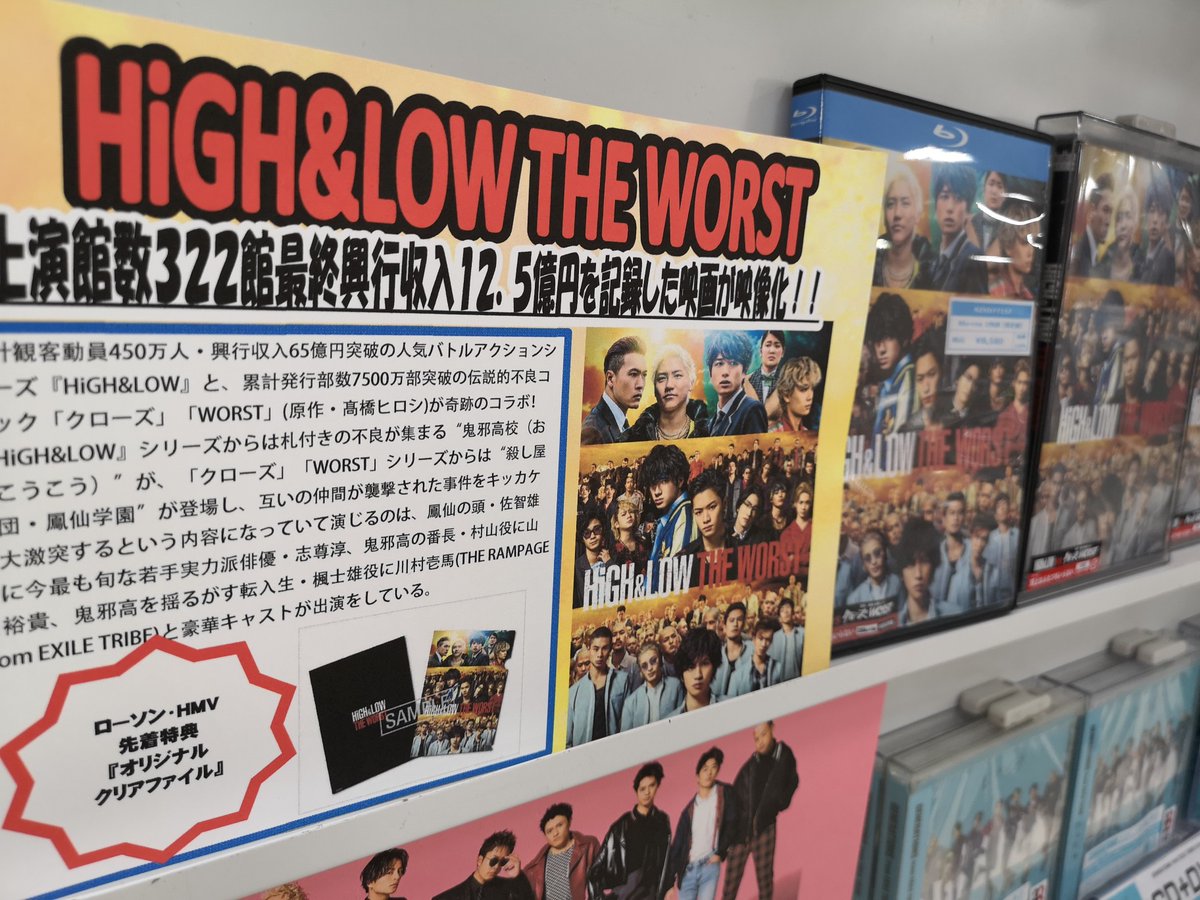 HiGH&LOW THE WORST
上演館数322館最終興行収入12.5億円を記録した映画が映像化!!
計観客動員450万人・興行収入65億円突破の人気バトルアクションシ
ーズ『HiGH&LOW』と、累計発行部数7500万部突破の伝説的不良コ
ック「クローズ」「WORST」(原作・髙橋ヒロシ)が奇跡のコラボ!
HiGH&LOW』シリーズからは札付きの不良が集まる“鬼邪高校(お
こうこう)”が、「クローズ」「WORST」シリーズからは“殺し屋
団・鳳仙学園”が登場し、互いの仲間が襲撃された事件をキッカケ
大激突するという内容になっていて演じるのは、鳳仙の頭・佐智雄
に今最も旬な若手実力派俳優・志尊淳、鬼邪高の番長・村山役に山
裕貴、鬼邪高を揺るがす転入生・楓士雄役に川村壱馬(THE RAMPAGE
om EXILE TRIBE)と豪華キャストが出演をしている。
ローソン・HMV
先着特典
『オリジナル
クリアファイル』
HiGH&LOW
THE WORST
SAM
HiGH&LOW THE WORST
HiGH&LOW THE WORST
HiGH&LOW THE WORST